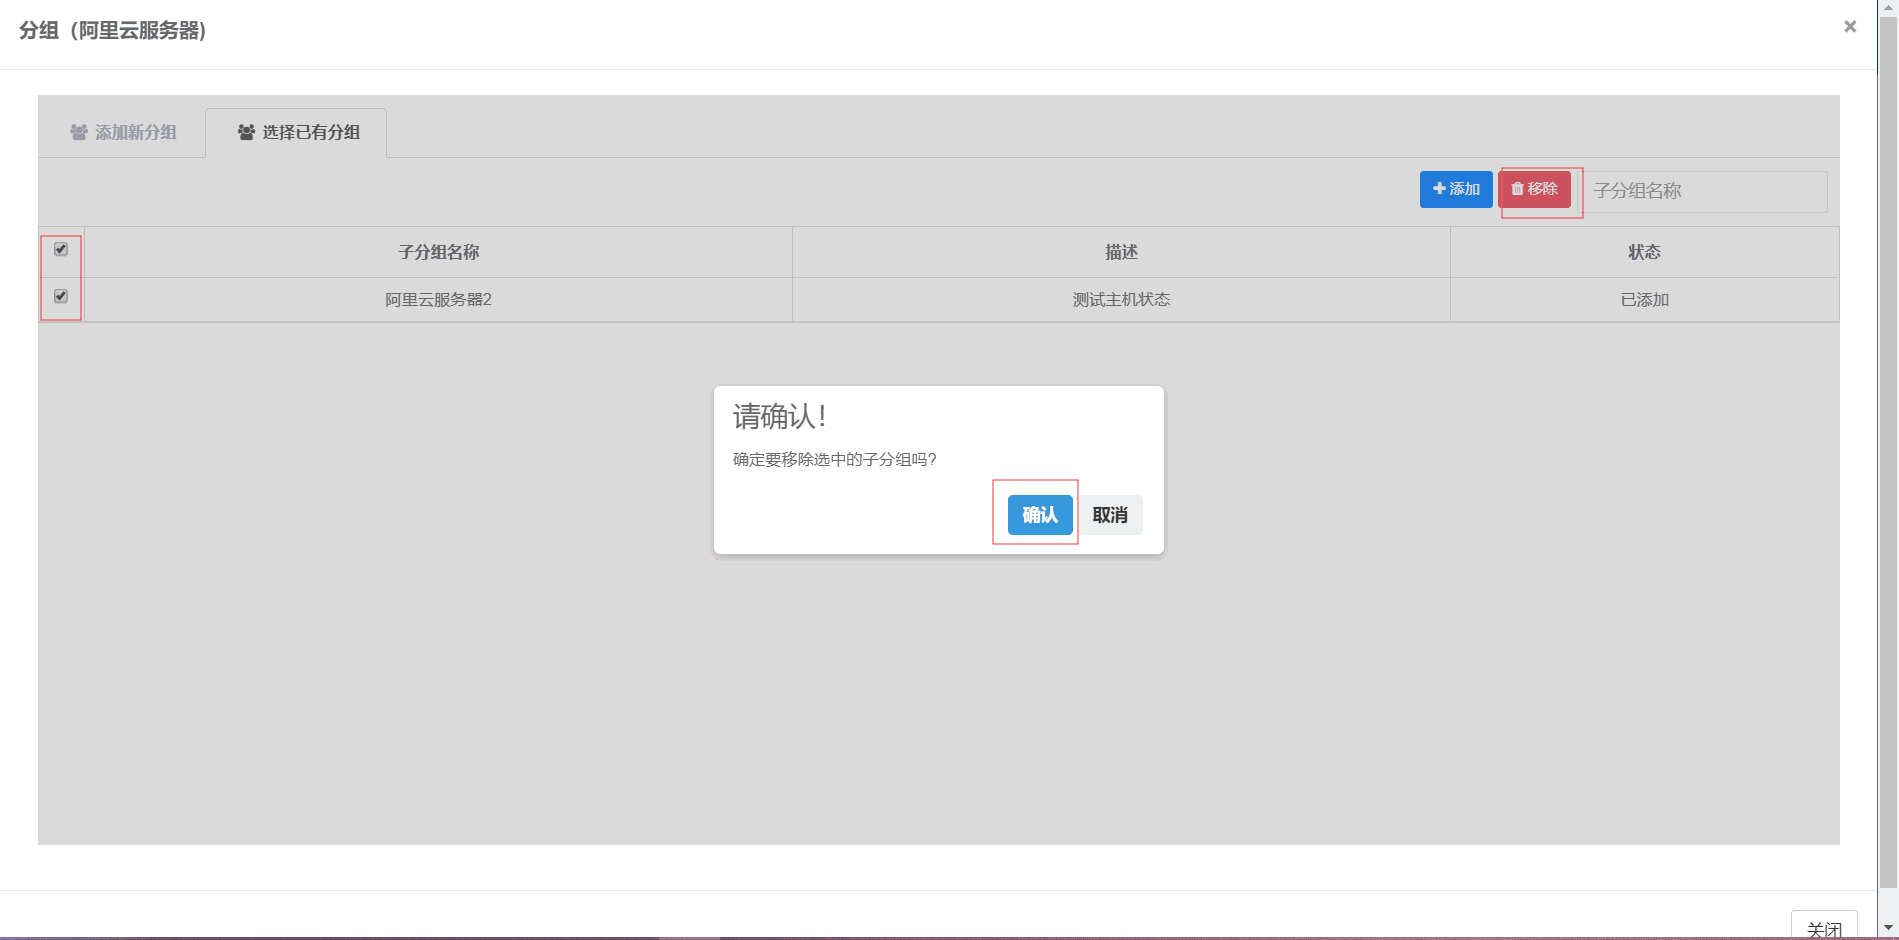 分组（阿里云服务器)
添加新分组
选择已有分组
添加
移除
子分组名称
子分组名称
描述
状态
阿里云服务器2
测试主机状态
已添加
请确认!
确定要移除选中的子分组吗?
确认
取消
关闭